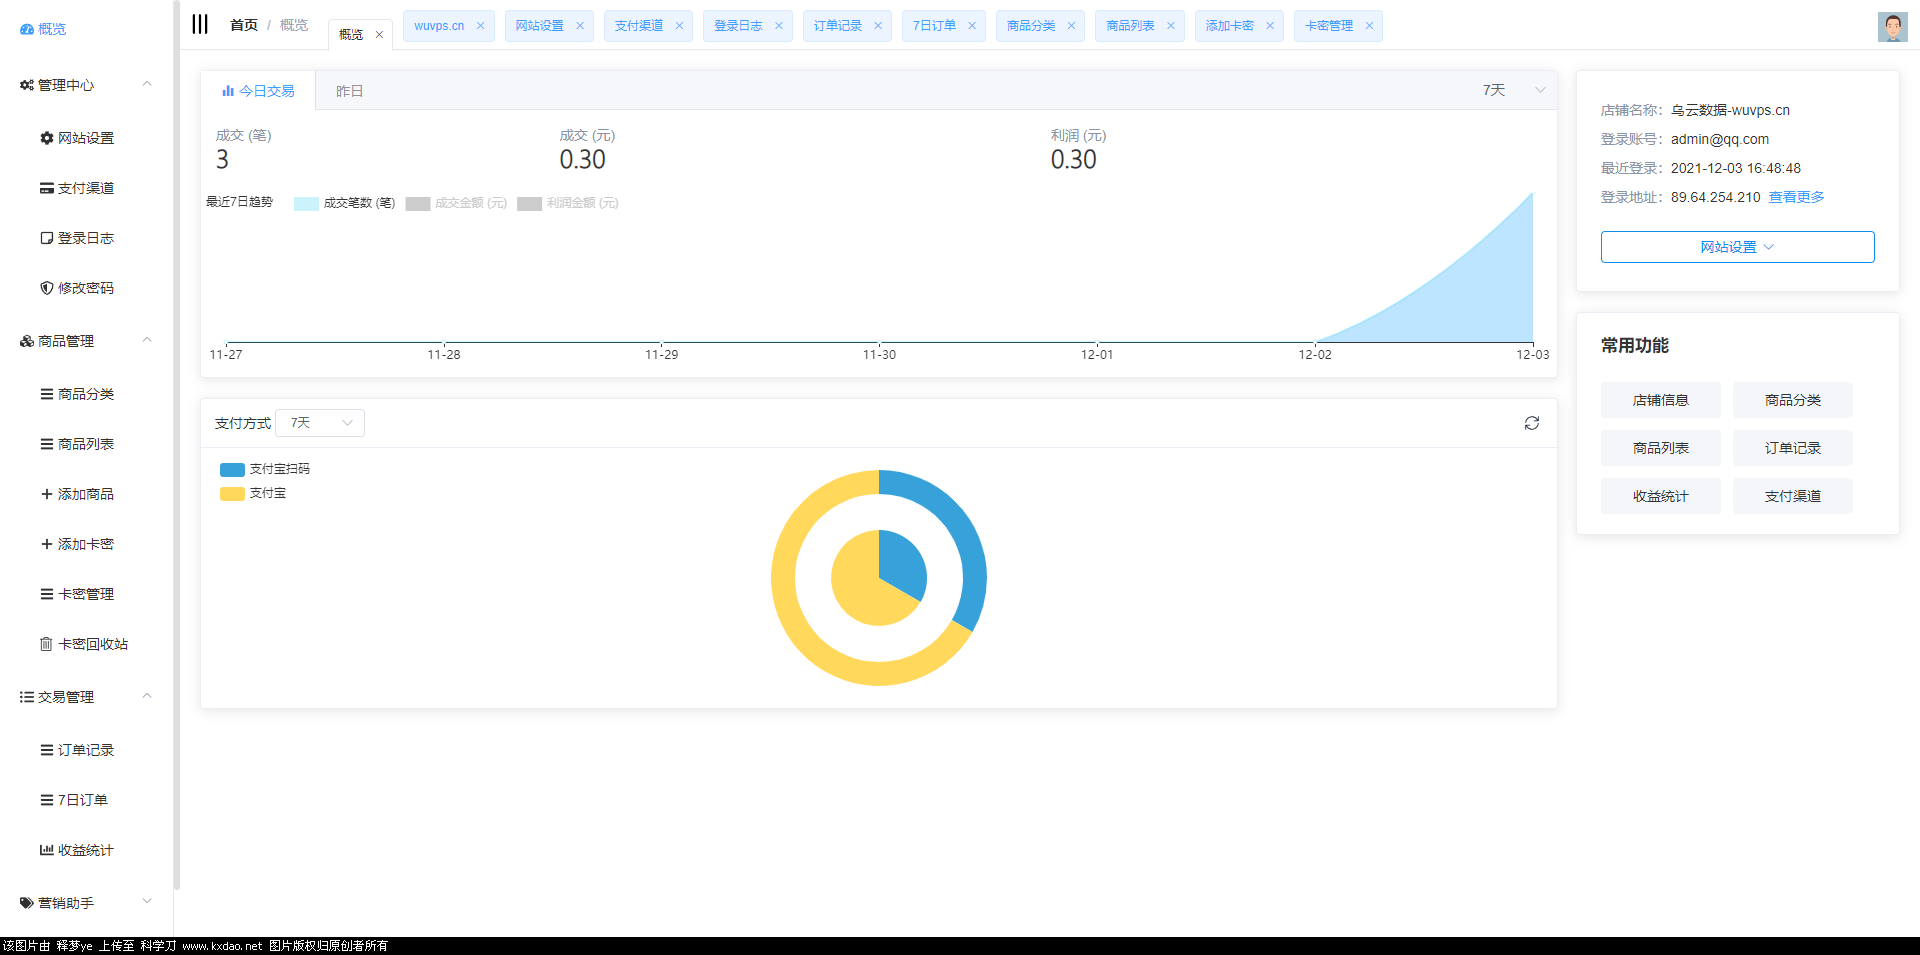 概览
管理中心
网站设置
支付渠道
登录日志
修改密码
商品管理
商品分类
商品列表
添加商品
添加卡密
卡密管理
卡密回收站
交易管理
订单记录
7日订单
收益统计
营销助手
首页 / 概览
概览 wuvps.cn 网站设置 支付渠道 登录日志 订单记录 7日订单 商品分类 商品列表 添加卡密 卡密管理
今日交易 昨日 7天
成交 (笔) 成交 (元) 利润 (元)
3 0.30 0.30
最近7日趋势 成交笔数 (笔) 成交金额 (元) 利润金额 (元)
11-27 11-28 11-29 11-30 12-01 12-02 12-03
支付方式 7天
支付宝扫码
支付宝
店铺名称: 乌云数据-wuvps.cn
登录账号: admin@qq.com
最近登录: 2021-12-03 16:48:48
登录地址: 89.64.254.210 查看更多
网站设置
常用功能
店铺信息 商品分类
商品列表 订单记录
收益统计 支付渠道
该图片由 释梦ye 上传至 科学刀 www.kxdao.net 图片版权归原创者所有